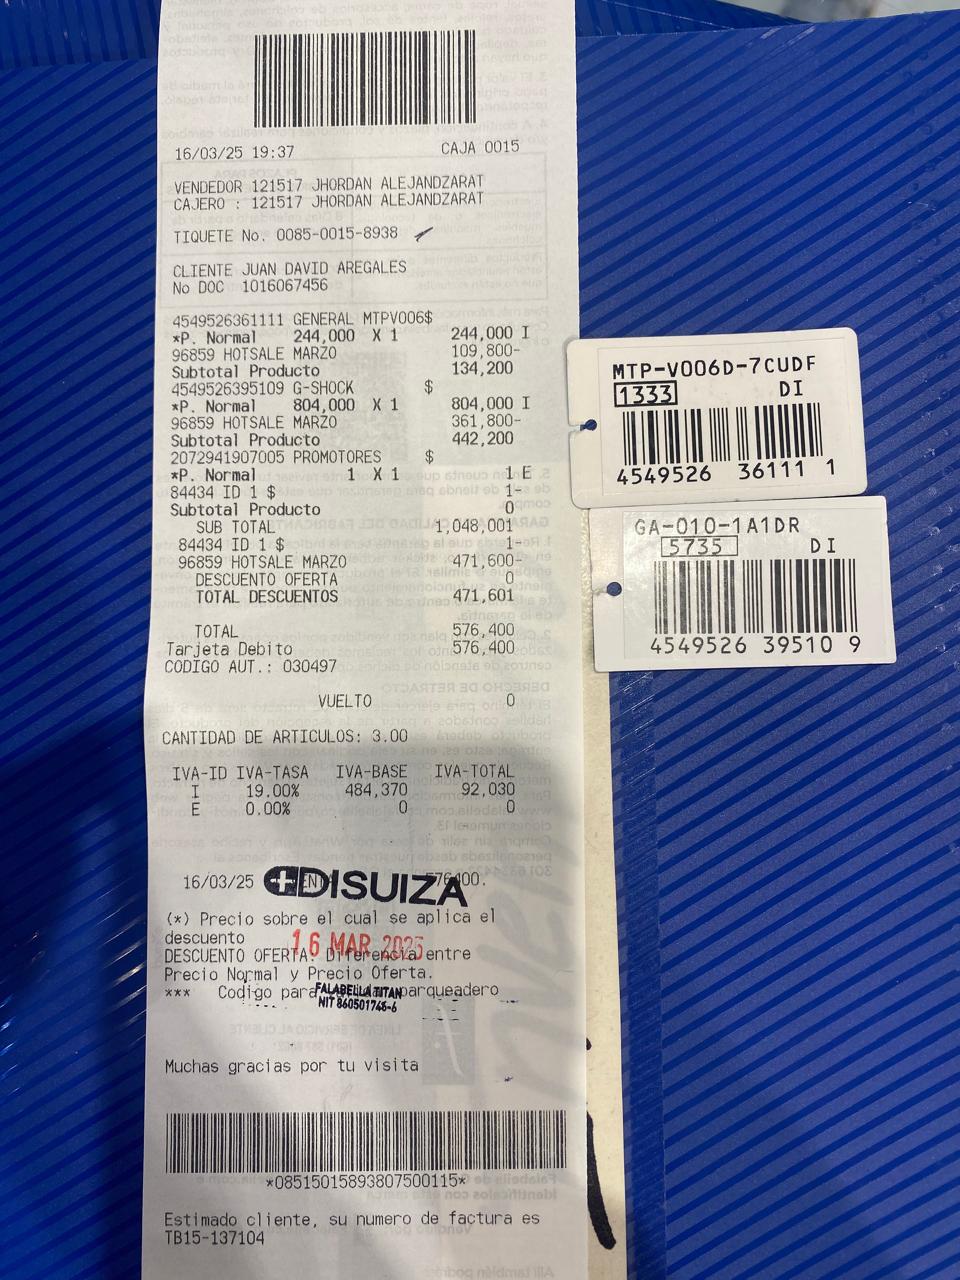 16/03/25 19:37 CAJA 0015
VENDEDOR 121517 JHORDAN ALEJANDZARAT
CAJERO : 121517 JHORDAN ALEJANDZARAT
TIQUETE No. 0085-0015-8938
CLIENTE JUAN DAVID AREGALES
No DOC 1016067456
4549526361111 GENERAL MTPV006$
*P. Normal 244,000 X 1 244,000 I
96859 HOTSALE MARZO 109,800-
Subtotal Producto 134,200
4549526395109 G-SHOCK $
*P. Normal 804,000 X 1 804,000 I
96859 HOTSALE MARZO 361,800-
Subtotal Producto 442,200
2072941907005 PROMOTORES $
*P. Normal 1 X 1 1 E
84434 ID 1 $ 1-
Subtotal Producto 0
SUB TOTAL 1,048,001
84434 ID 1 $ 1-
96859 HOTSALE MARZO 471,600-
DESCUENTO OFERTA 0
TOTAL DESCUENTOS 471,601
TOTAL 576,400
Tarjeta Debito 576,400
CODIGO AUT.: 030497
VUELTO 0
CANTIDAD DE ARTICULOS: 3.00
IVA-ID IVA-TASA IVA-BASE IVA-TOTAL
I 19.00% 484,370 92,030
E 0.00% 0 0
16/03/25
DISUIZA
(*) Precio sobre el cual se aplica el
descuento
16 MAR 2025
DESCUENTO OFERTA: Diferencia entre
Precio Normal y Precio Oferta.
*** Codigo para parqueadero
FALABELLA TITAN
NIT 860501746-6
Muchas gracias por tu visita
*08515015893807500115*
Estimado cliente, su numero de factura es
TB15-137104
MTP-V006D-7CUDF
1333 DI
4549526 36111 1
GA-010-1A1DR
5735 DI
4549526 39510 9